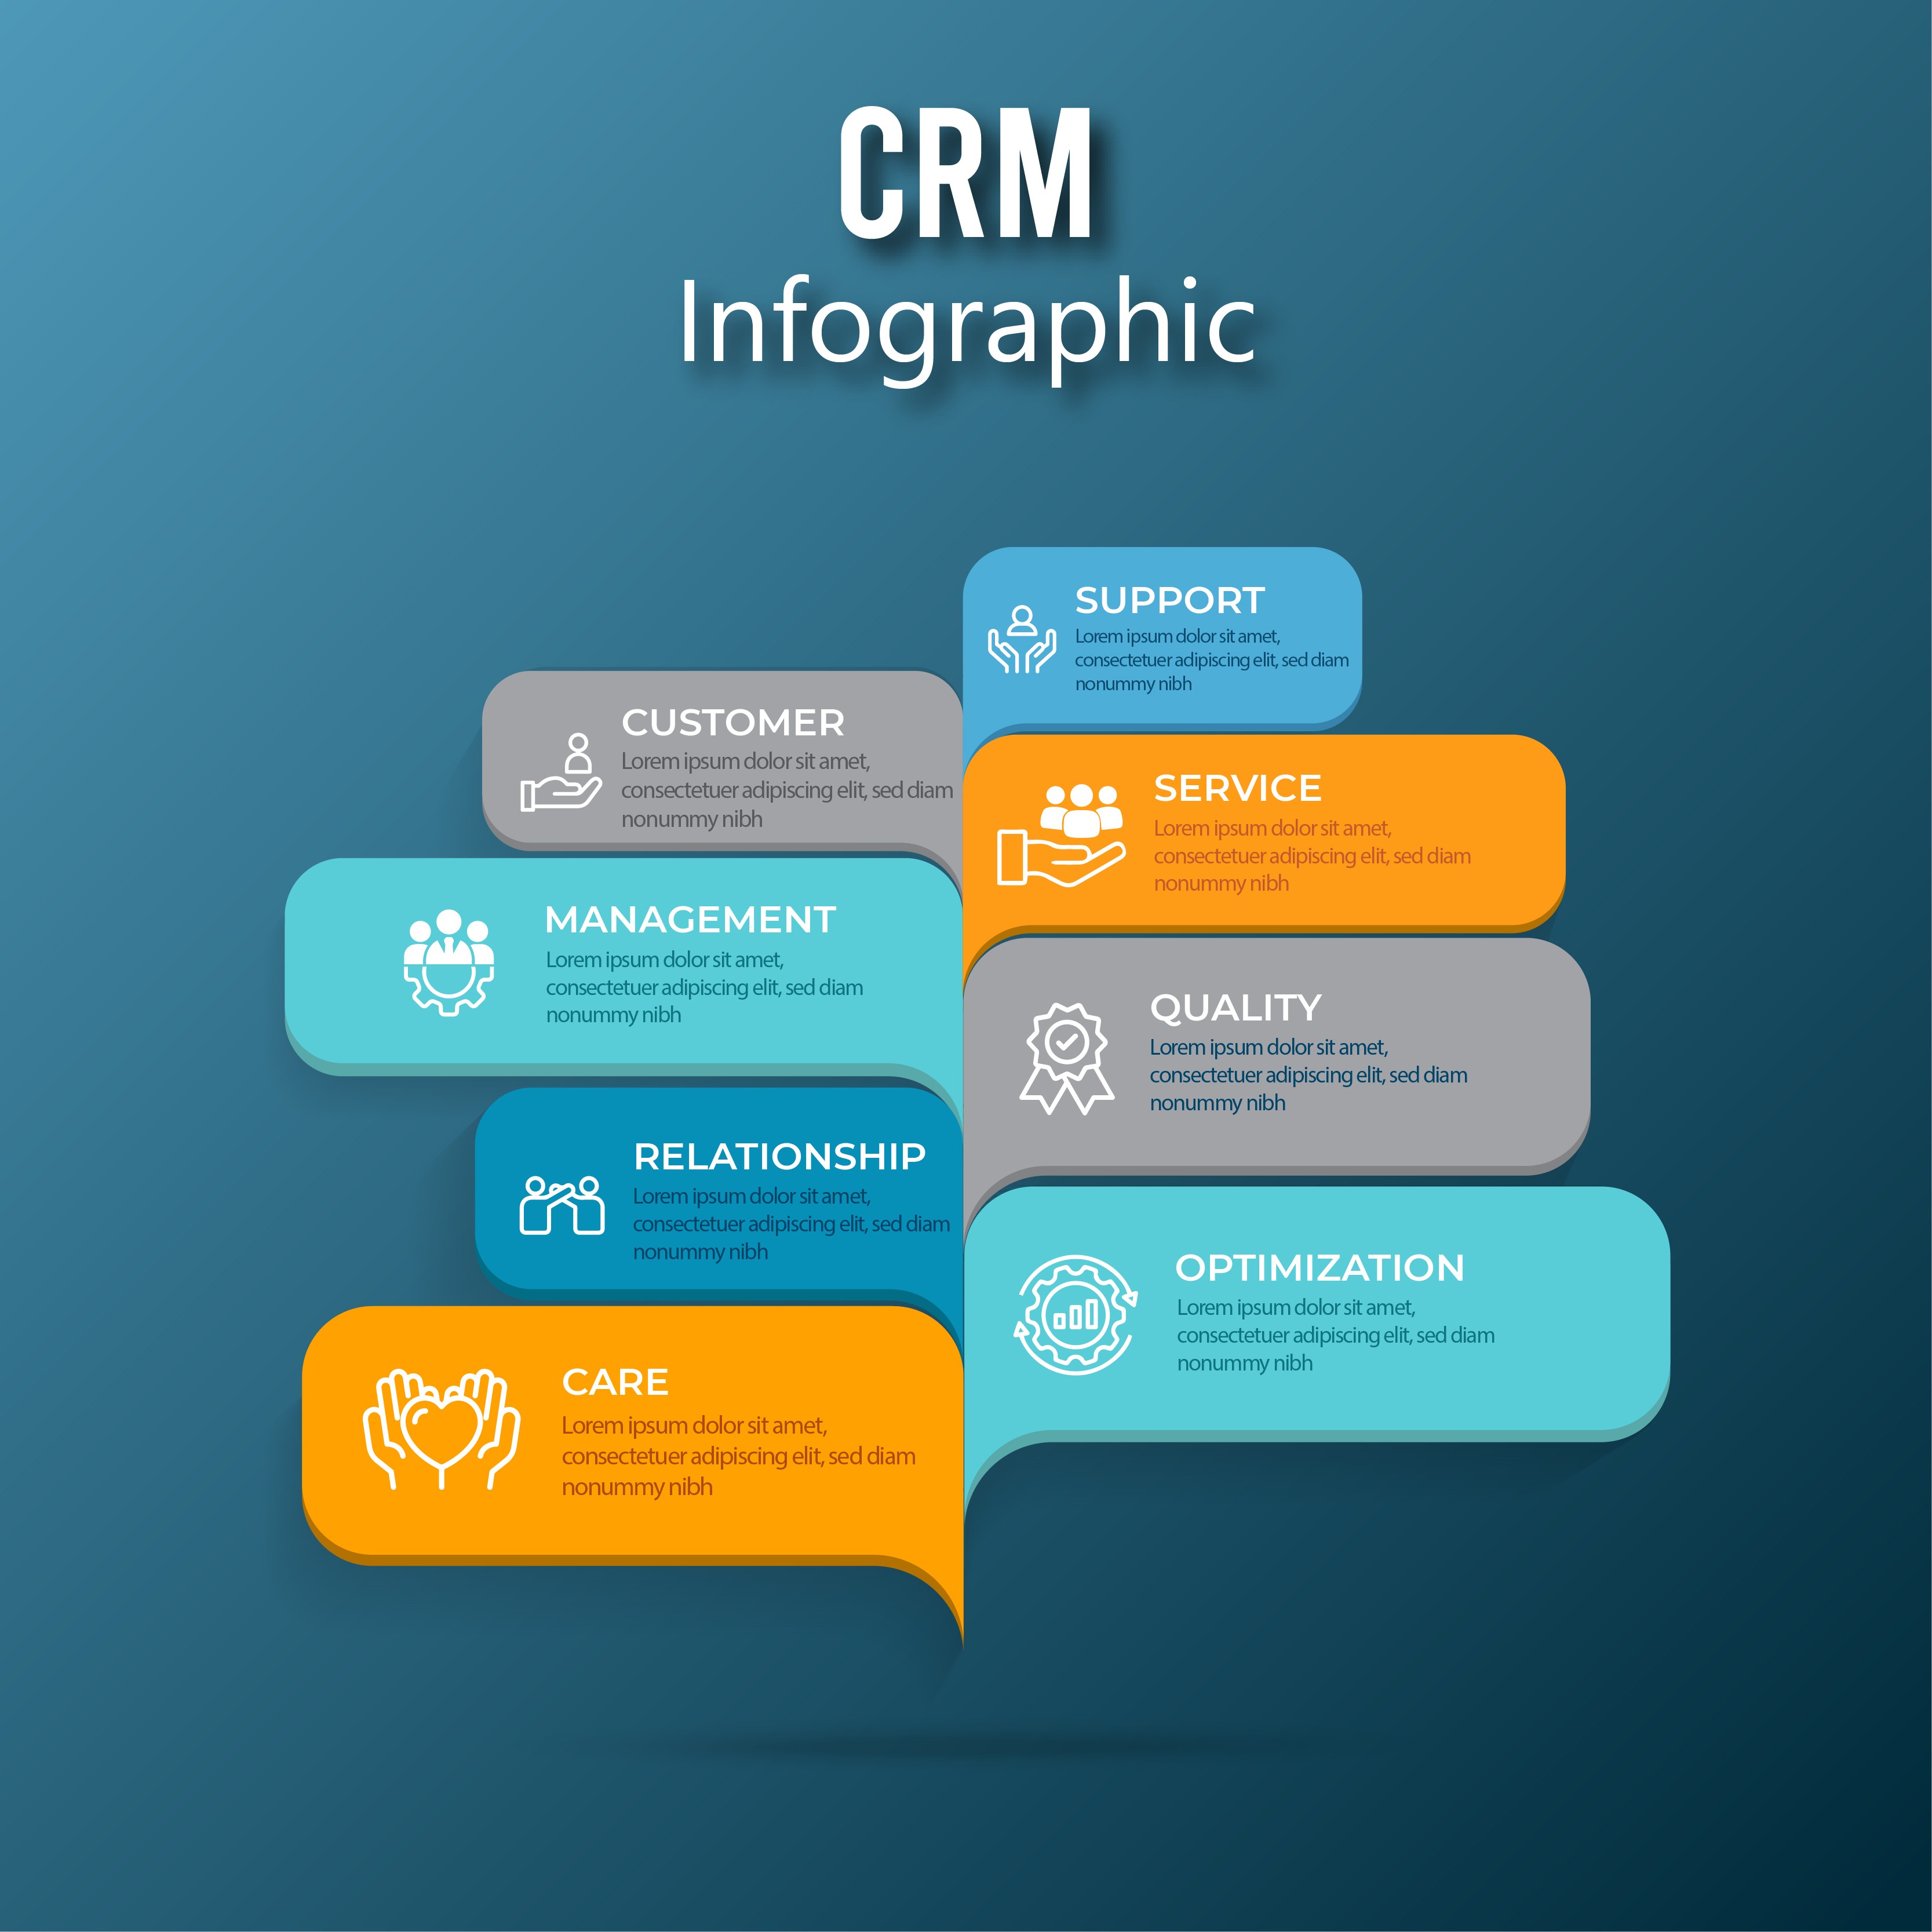 CRM
Infographic
SUPPORT
Lorem ipsum dolor sit amet,
consectetuer adipiscing elit, sed diam
nonummy nibh
CUSTOMER
Lorem ipsum dolor sit amet,
consectetuer adipiscing elit, sed diam
nonummy nibh
SERVICE
Lorem ipsum dolor sit amet,
consectetuer adipiscing elit, sed diam
nonummy nibh
MANAGEMENT
Lorem ipsum dolor sit amet,
consectetuer adipiscing elit, sed diam
nonummy nibh
QUALITY
Lorem ipsum dolor sit amet,
consectetuer adipiscing elit, sed diam
nonummy nibh
RELATIONSHIP
Lorem ipsum dolor sit amet,
consectetuer adipiscing elit, sed diam
nonummy nibh
OPTIMIZATION
Lorem ipsum dolor sit amet,
consectetuer adipiscing elit, sed diam
nonummy nibh
CARE
Lorem ipsum dolor sit amet,
consectetuer adipiscing elit, sed diam
nonummy nibh